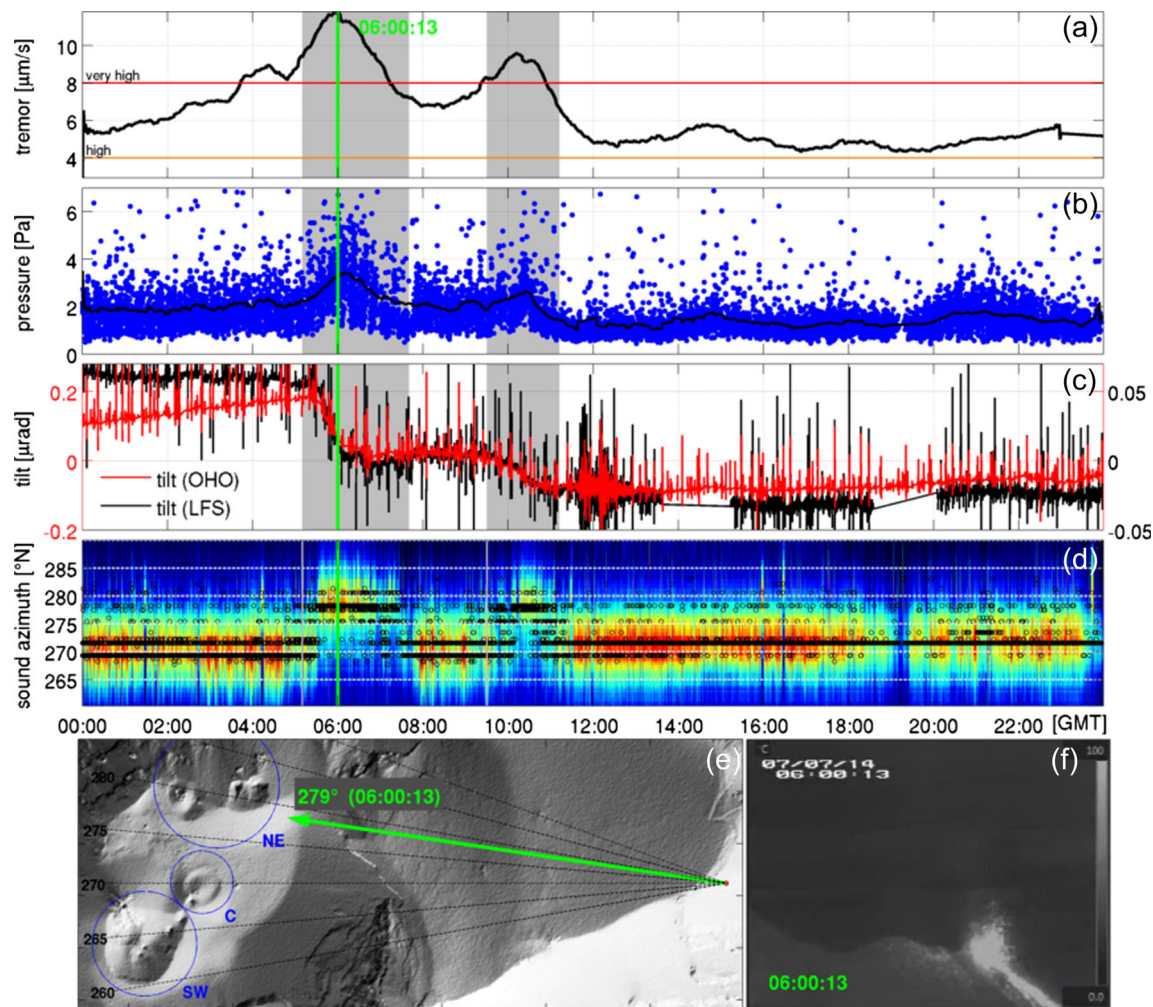 (a)
06:00:13
tremor [μm/s]
10
8
6
4
very high
high
(b)
pressure [Pa]
6
4
2
0
(c)
tilt [μrad]
0.2
0
-0.2
0.05
0
-0.05
tilt (OHO)
tilt (LFS)
(d)
sound azimuth [°N]
285
280
275
270
265
00:00 02:00 04:00 06:00 08:00 10:00 12:00 14:00 16:00 18:00 20:00 22:00 [GMT]
(e)
280
279° (06:00:13)
275
NE
270
C
265
SW
260
(f)
°C
100
07/07/14
06:00:13
06:00:13
0.0